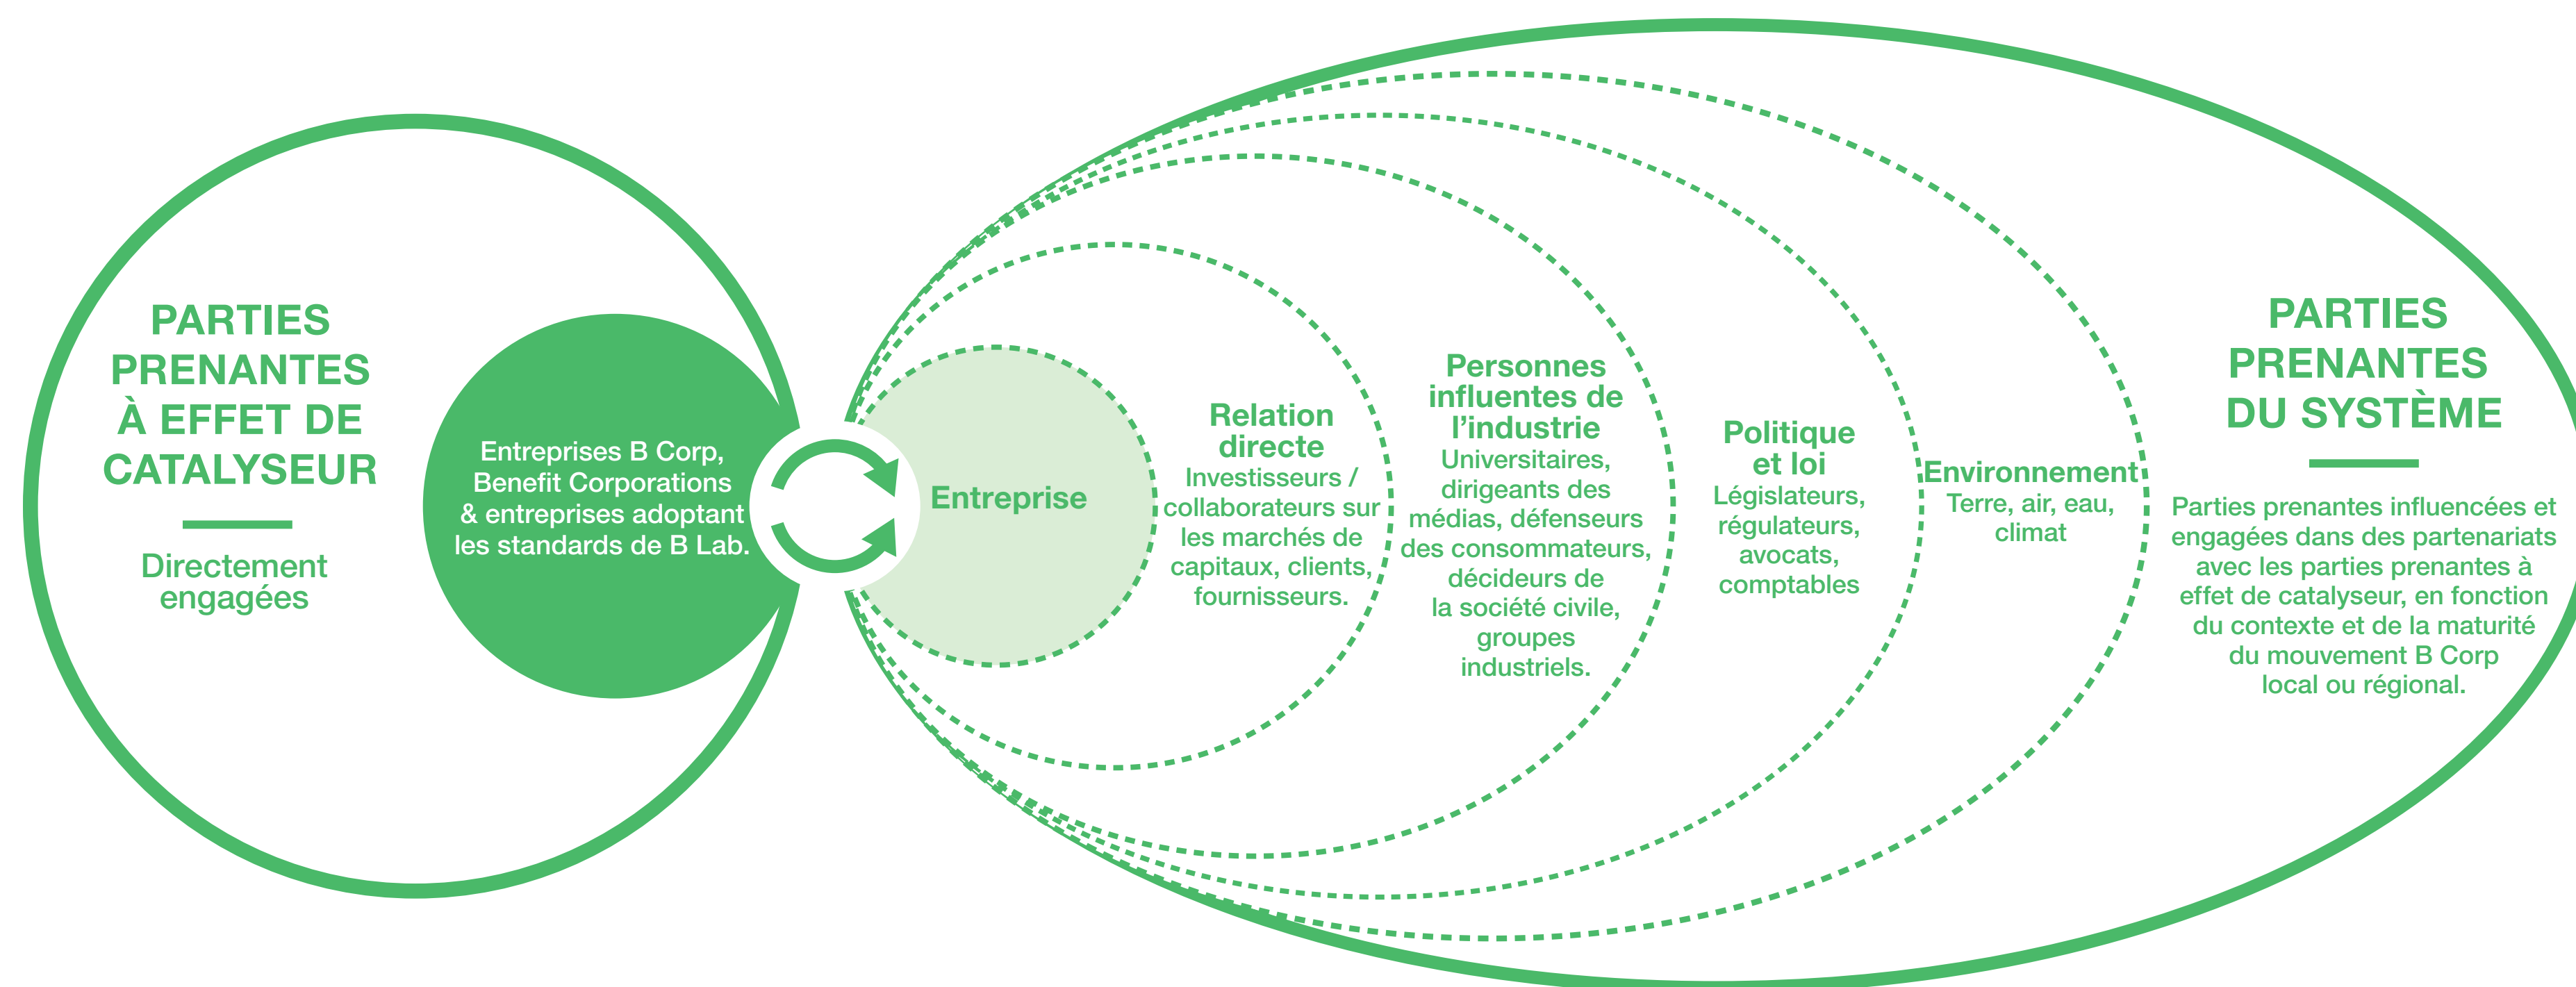 PARTIES
PRENANTES
À EFFET DE
CATALYSEUR
Directement
engagées
Entreprises B Corp,
Benefit Corporations
& entreprises adoptant
les standards de B Lab.
Entreprise
Relation
directe
Investisseurs /
collaborateurs sur
les marchés de
capitaux, clients,
fournisseurs.
Personnes
influentes de
l’industrie
Universitaires,
dirigeants des
médias, défenseurs
des consommateurs,
décideurs de
la société civile,
groupes
industriels.
Politique
et loi
Législateurs,
régulateurs,
avocats,
comptables
Environnement
Terre, air, eau,
climat
PARTIES
PRENANTES
DU SYSTÈME
Parties prenantes influencées et
engagées dans des partenariats
avec les parties prenantes à
effet de catalyseur, en fonction
du contexte et de la maturité
du mouvement B Corp
local ou régional.